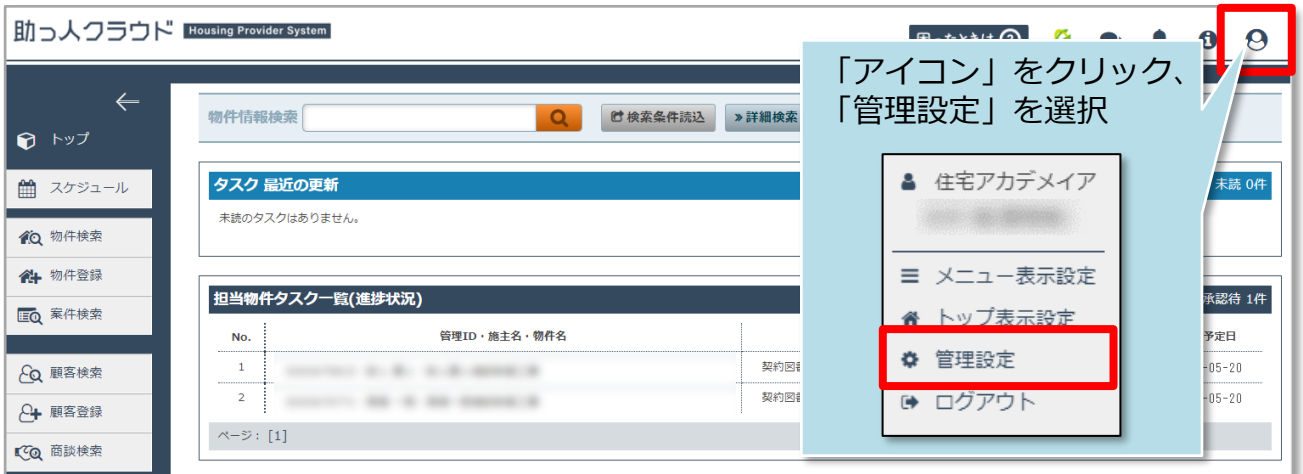 助っ人クラウド Housing Provider System
「アイコン」をクリック、
「管理設定」を選択
トップ
スケジュール
物件検索
物件登録
案件検索
顧客検索
顧客登録
商談検索
物件情報検索
検索条件読込
»詳細検索
タスク 最近の更新
未読 0件
未読のタスクはありません。
担当物件タスク一覧(進捗状況)
承認待 1件
No. 管理ID・施主名・物件名 予定日
1 契約図 -05-20
2 契約図 -05-20
ページ: [1]
住宅アカデメイア
メニュー表示設定
トップ表示設定
管理設定
ログアウト